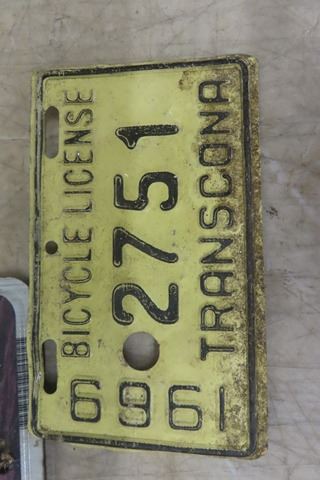 BICYCLE LICENSE
2751
TRANSCONA
1969